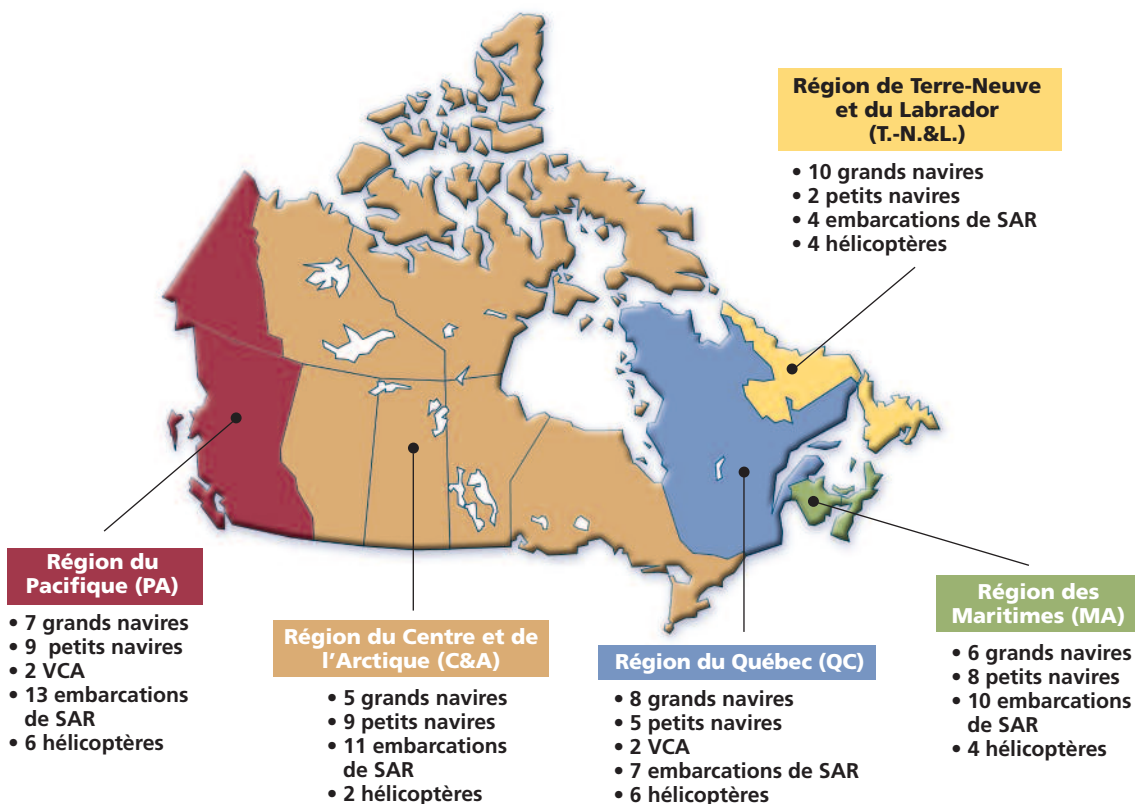 Région de Terre-Neuve
et du Labrador
(T.-N.&L.)
• 10 grands navires
• 2 petits navires
• 4 embarcations de SAR
• 4 hélicoptères
Région du
Pacifique (PA)
• 7 grands navires
• 9 petits navires
• 2 VCA
• 13 embarcations
de SAR
• 6 hélicoptères
Région du Centre et de
l'Arctique (C&A)
• 5 grands navires
• 9 petits navires
• 11 embarcations
de SAR
• 2 hélicoptères
Région du Québec (QC)
• 8 grands navires
• 5 petits navires
• 2 VCA
• 7 embarcations de SAR
• 6 hélicoptères
Région des
Maritimes (MA)
• 6 grands navires
• 8 petits navires
• 10 embarcations
de SAR
• 4 hélicoptères